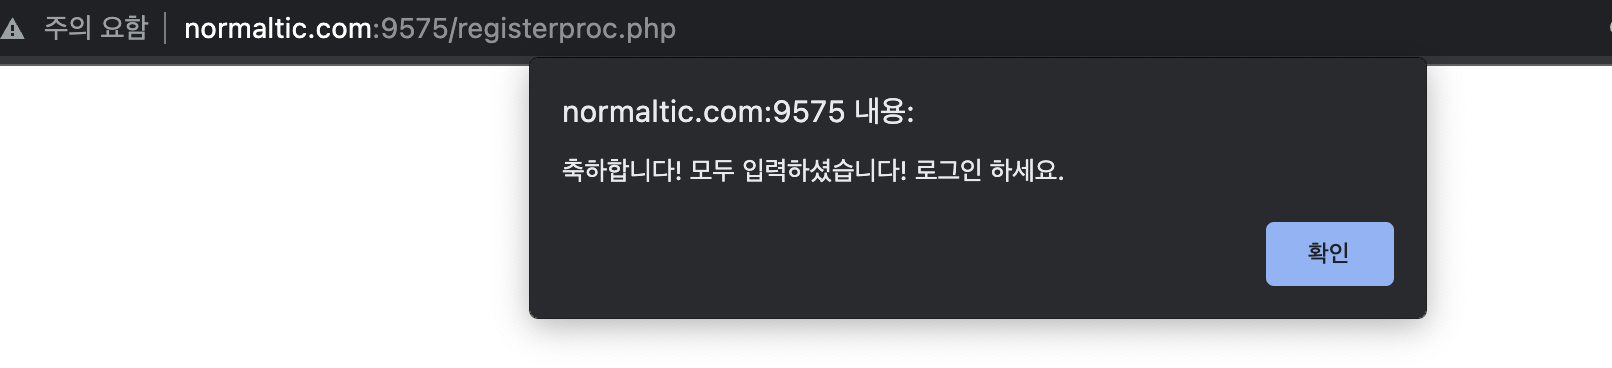 주의 요함 normaltic.com:9575/registerproc.php
normaltic.com:9575 내용:
축하합니다! 모두 입력하셨습니다! 로그인 하세요.
확인